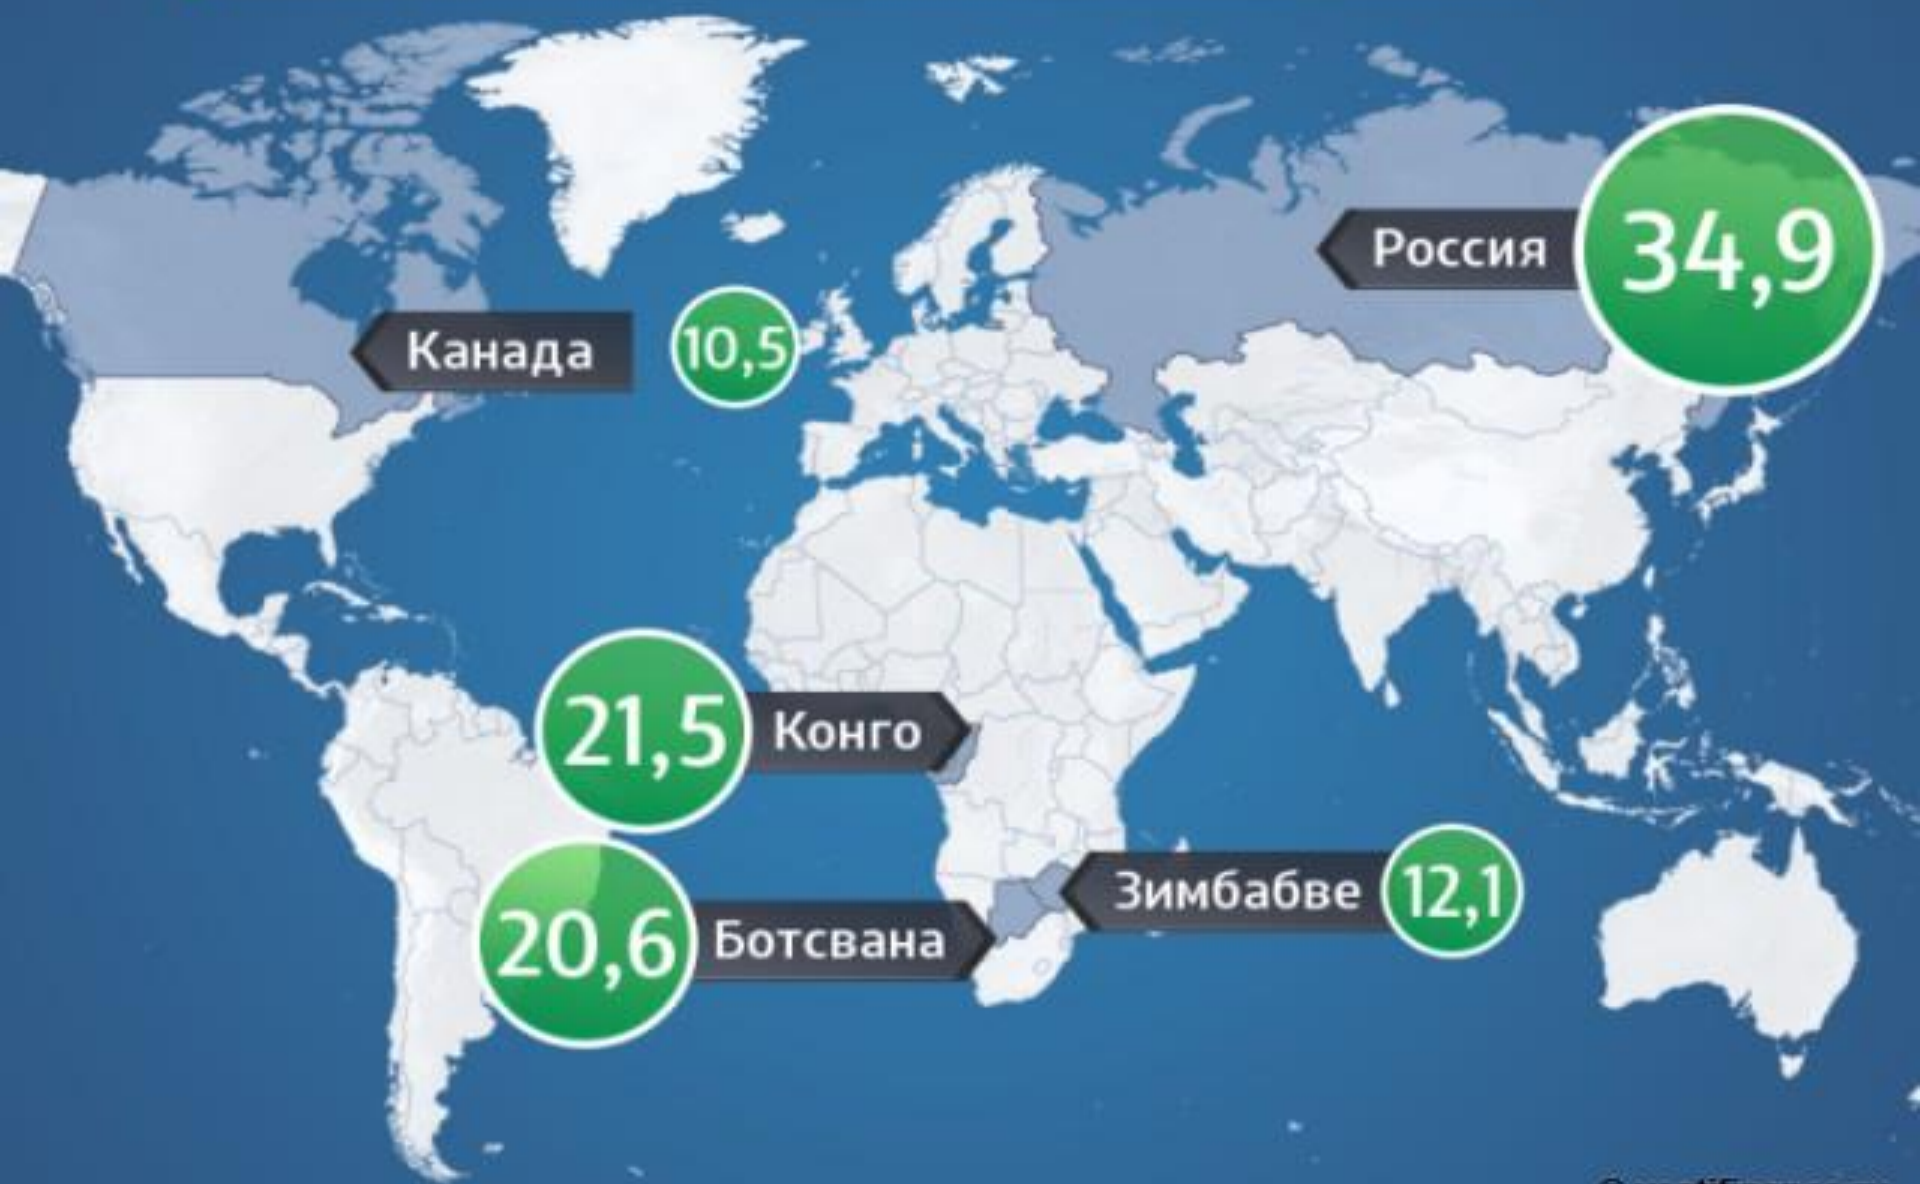 Россия 34,9
Канада 10,5
21,5 Конго
Зимбабве 12,1
20,6 Ботсвана